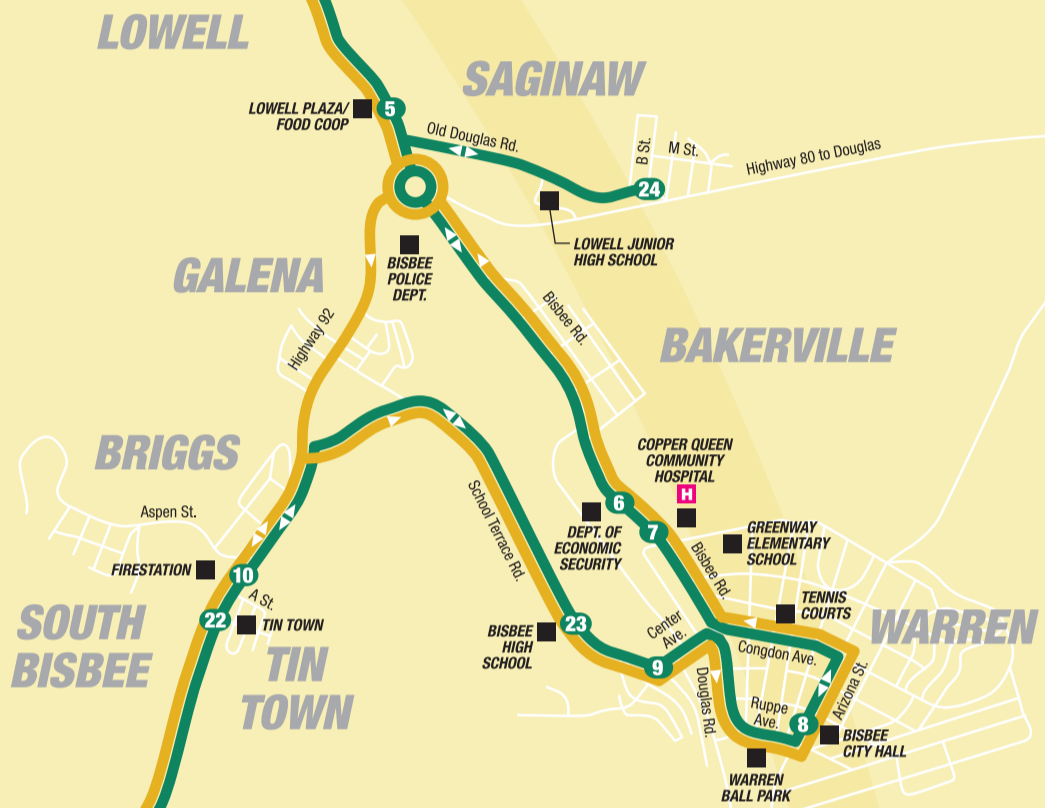 LOWELL
SAGINAW
LOWELL PLAZA/
FOOD COOP
5
Old Douglas Rd.
B St.
M St.
Highway 80 to Douglas
24
LOWELL JUNIOR
HIGH SCHOOL
BISBEE
POLICE
DEPT.
GALENA
Highway 92
Bisbee Rd.
BAKERVILLE
BRIGGS
COPPER QUEEN
COMMUNITY
HOSPITAL
H
Aspen St.
School Terrace Rd.
6
7
DEPT. OF
ECONOMIC
SECURITY
GREENWAY
ELEMENTARY
SCHOOL
Bisbee Rd.
FIRESTATION
10
A St.
22
TIN TOWN
SOUTH
BISBEE
TIN
TOWN
23
BISBEE
HIGH
SCHOOL
Center
Ave.
9
TENNIS
COURTS
WARREN
Congdon Ave.
Arizona St.
Douglas Rd.
Ruppe
Ave.
8
BISBEE
CITY HALL
WARREN
BALL PARK